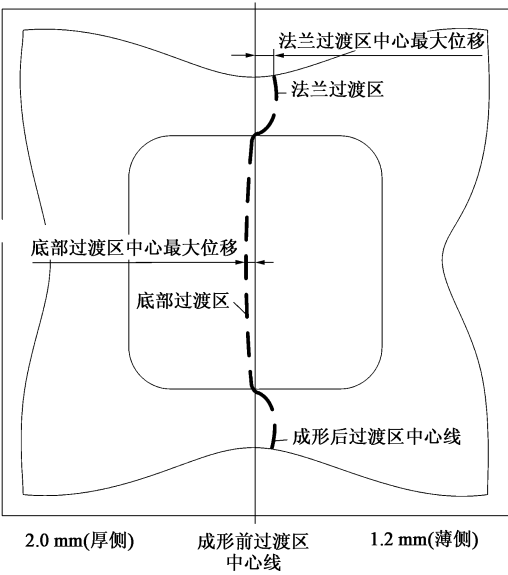 法兰过渡区中心最大位移
法兰过渡区
底部过渡区中心最大位移
底部过渡区
成形后过渡区中心线
2.0 mm(厚侧)
成形前过渡区
中心线
1.2 mm(薄侧)